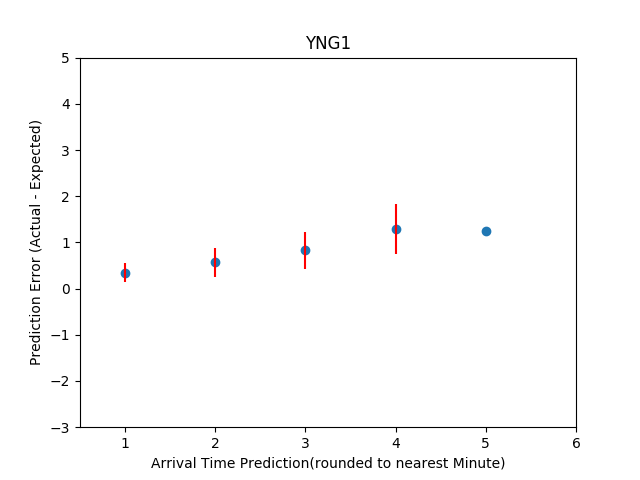 YNG1
Prediction Error (Actual - Expected)
5
4
3
2
1
0
−1
−2
−3
1 2 3 4 5 6
Arrival Time Prediction(rounded to nearest Minute)